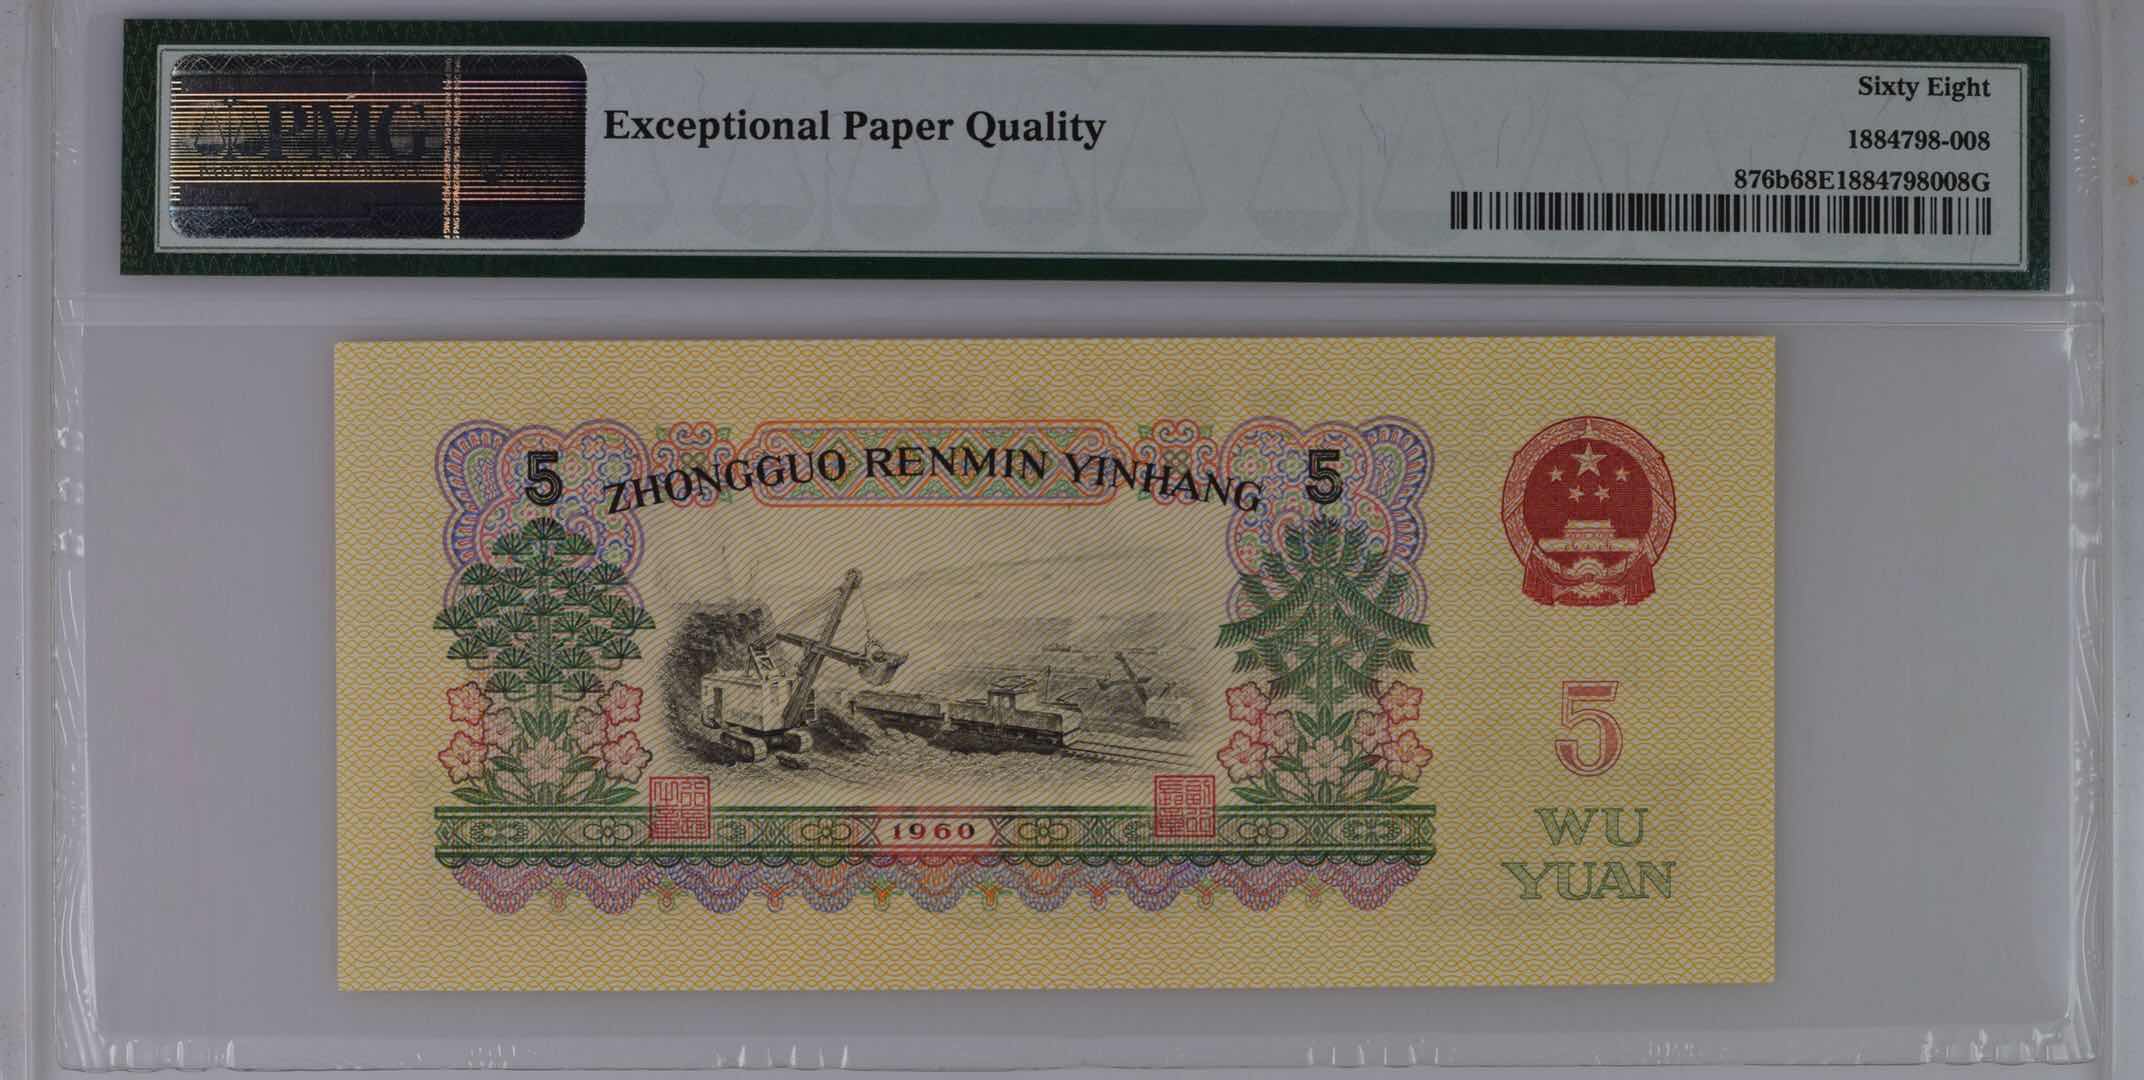 PMG
Exceptional Paper Quality
Sixty Eight
1884798-008
876b68E1884798008G
5 ZHONGGUO RENMIN YINHANG 5
5
1960
WU
YUAN